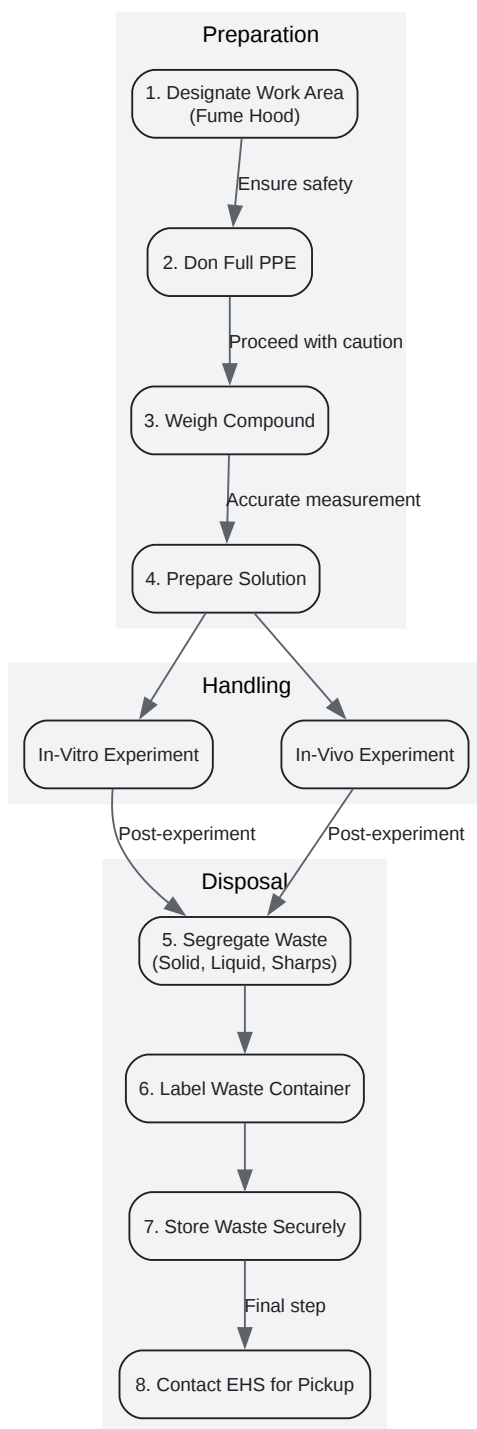 Preparation
1. Designate Work Area
(Fume Hood)
Ensure safety
2. Don Full PPE
Proceed with caution
3. Weigh Compound
Accurate measurement
4. Prepare Solution
Handling
In-Vitro Experiment
In-Vivo Experiment
Post-experiment
Post-experiment
Disposal
5. Segregate Waste
(Solid, Liquid, Sharps)
6. Label Waste Container
7. Store Waste Securely
Final step
8. Contact EHS for Pickup